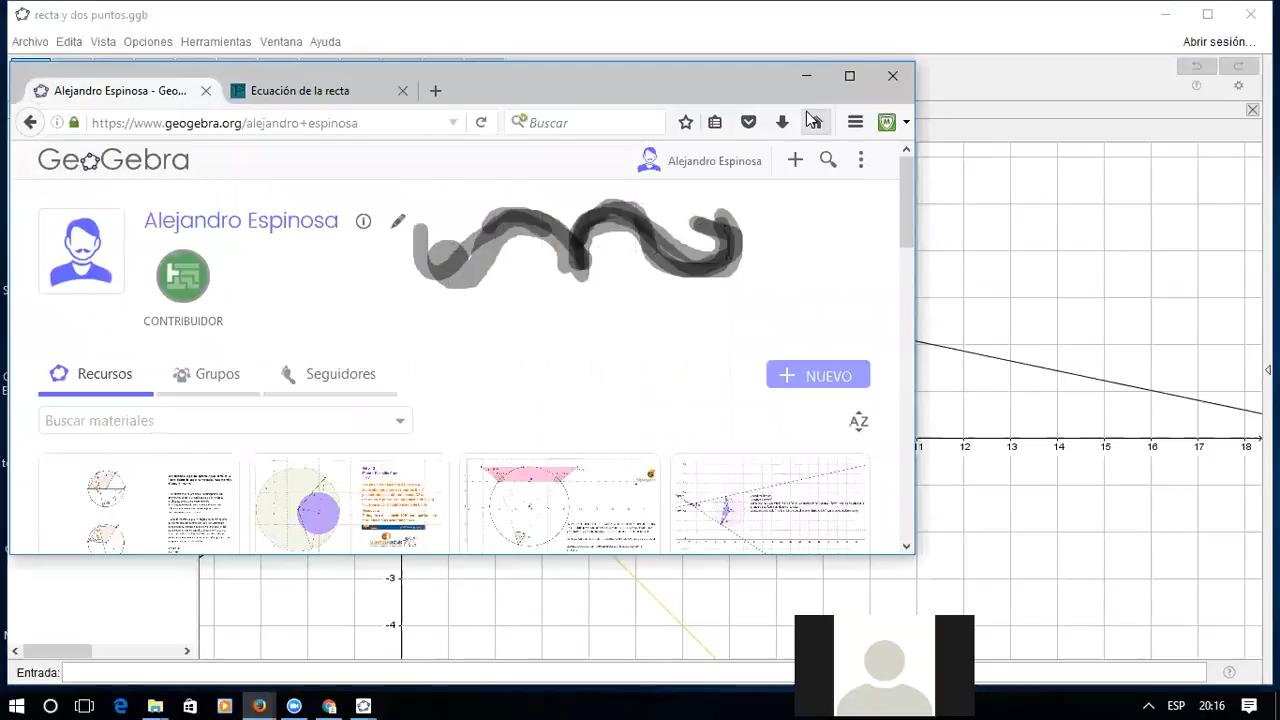 recta y dos puntos.ggb
Archivo Edita Vista Opciones Herramientas Ventana Ayuda
Abrir sesión…
Alejandro Espinosa - Geo...
Ecuación de la recta
https://www.geogebra.org/alejandro+espinosa
Buscar
GeoGebra
Alejandro Espinosa
Alejandro Espinosa
CONTRIBUIDOR
Recursos
Grupos
Seguidores
NUEVO
Buscar materiales
AZ
11 12 13 14 15 16 17 18
-3
-4
Entrada:
ESP 20:16